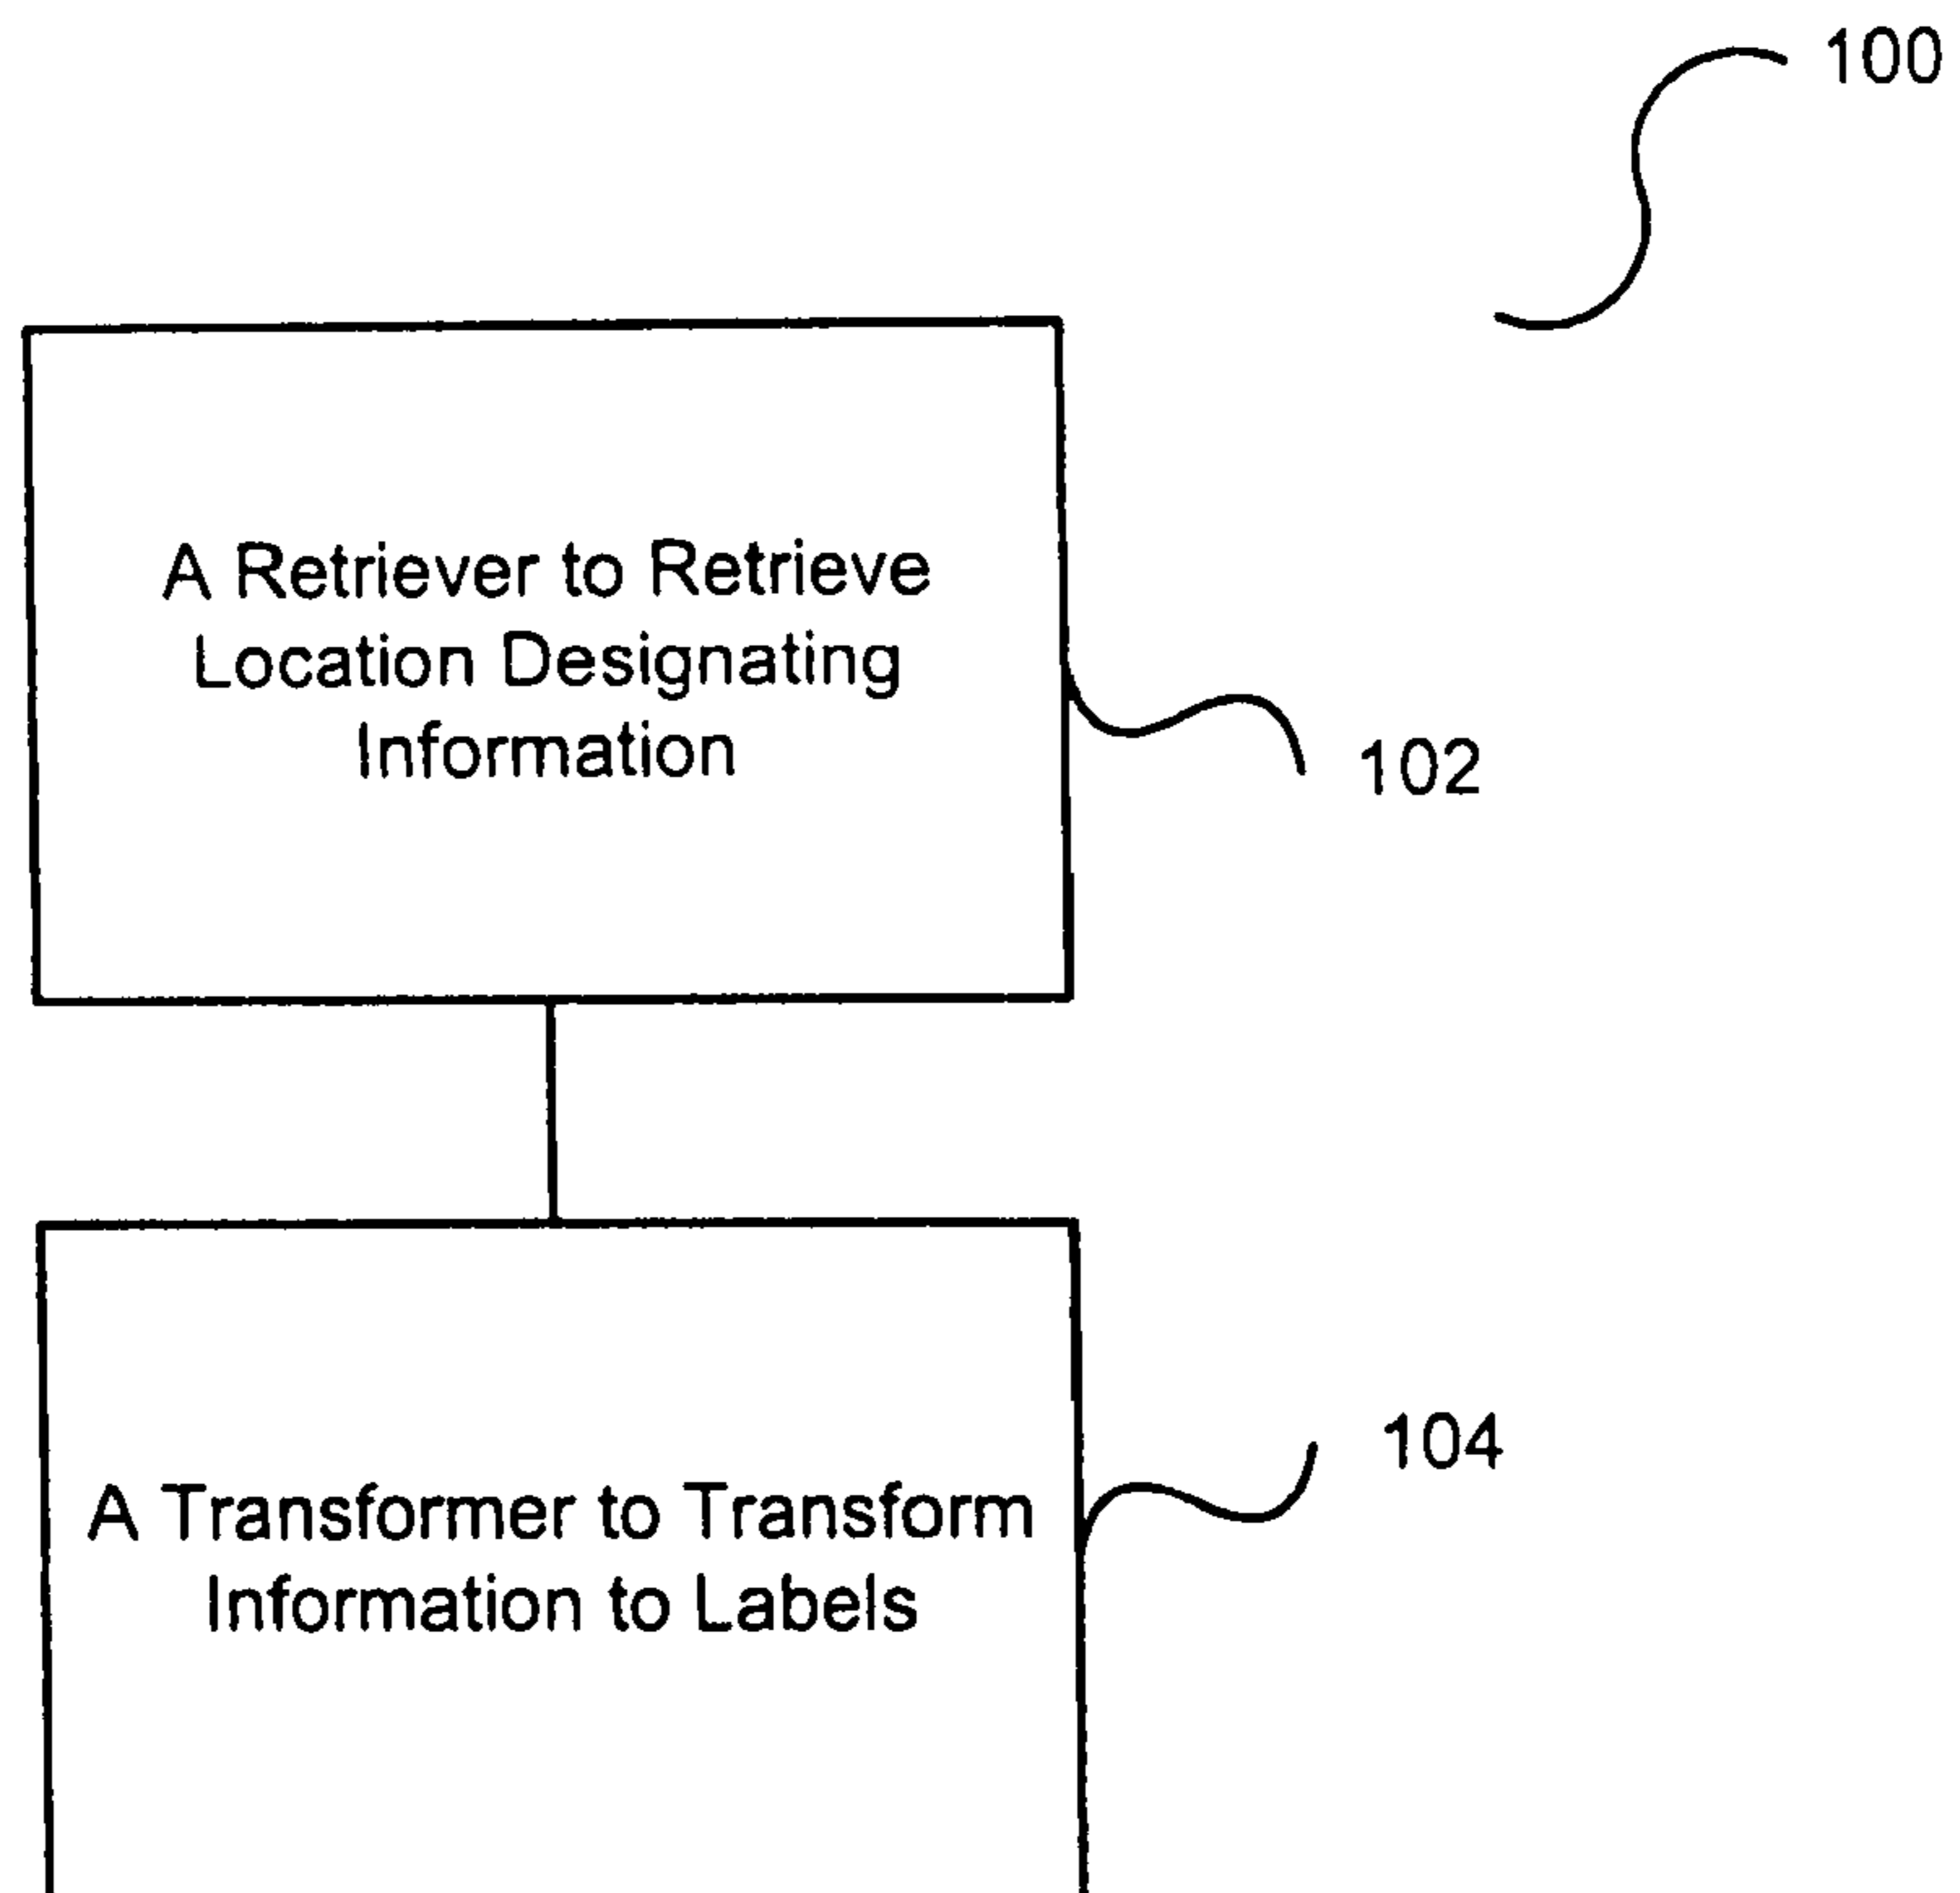 100
A Retriever to Retrieve
Location Designating
Information
102
104
A Transformer to Transform
Information to Labels